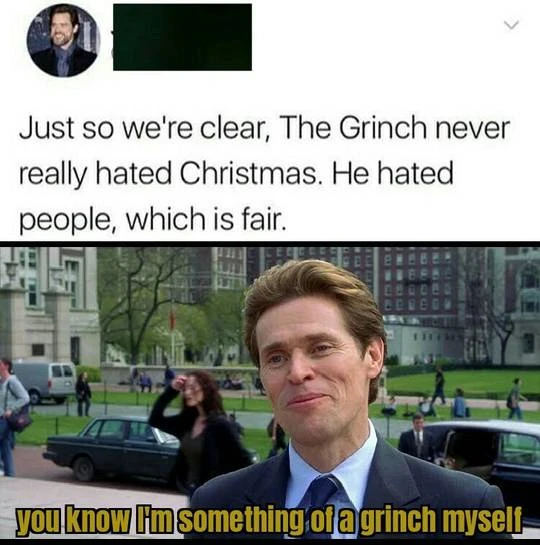 Just so we're clear, The Grinch never
really hated Christmas. He hated
people, which is fair.
you know I'm something of a grinch myself